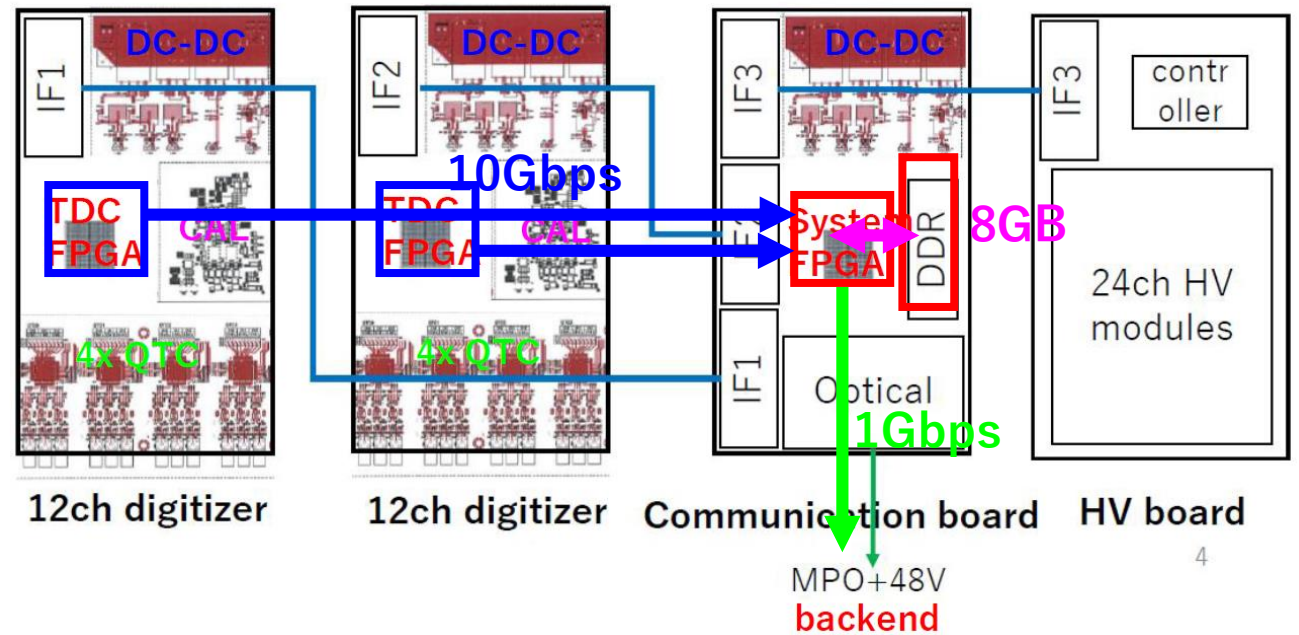 IF1
DC-DC
TDC
FPGA
CAL
4x QTC
12ch digitizer
IF2
DC-DC
10Gbps
TDC
FPGA
CAL
4x QTC
12ch digitizer
IF3
DC-DC
System
FPGA
DDR
8GB
IF1
Optical
1Gbps
Communication board
MPO+48V
backend
IF3
contr
oller
24ch HV
modules
HV board
4